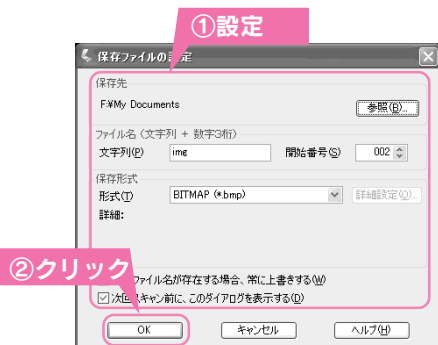 ①設定
保存ファイルの設定
保存先
F:¥My Documents
参照(B)...
ファイル名 (文字列 + 数字3桁)
文字列(P) img 開始番号(S) 002
保存形式
形式(T) BITMAP (*.bmp) 詳細設定(O)...
詳細:
②クリック
ファイル名が存在する場合、常に上書きする(W)
次回スキャン前に、このダイアログを表示する(D)
OK キャンセル ヘルプ(H)